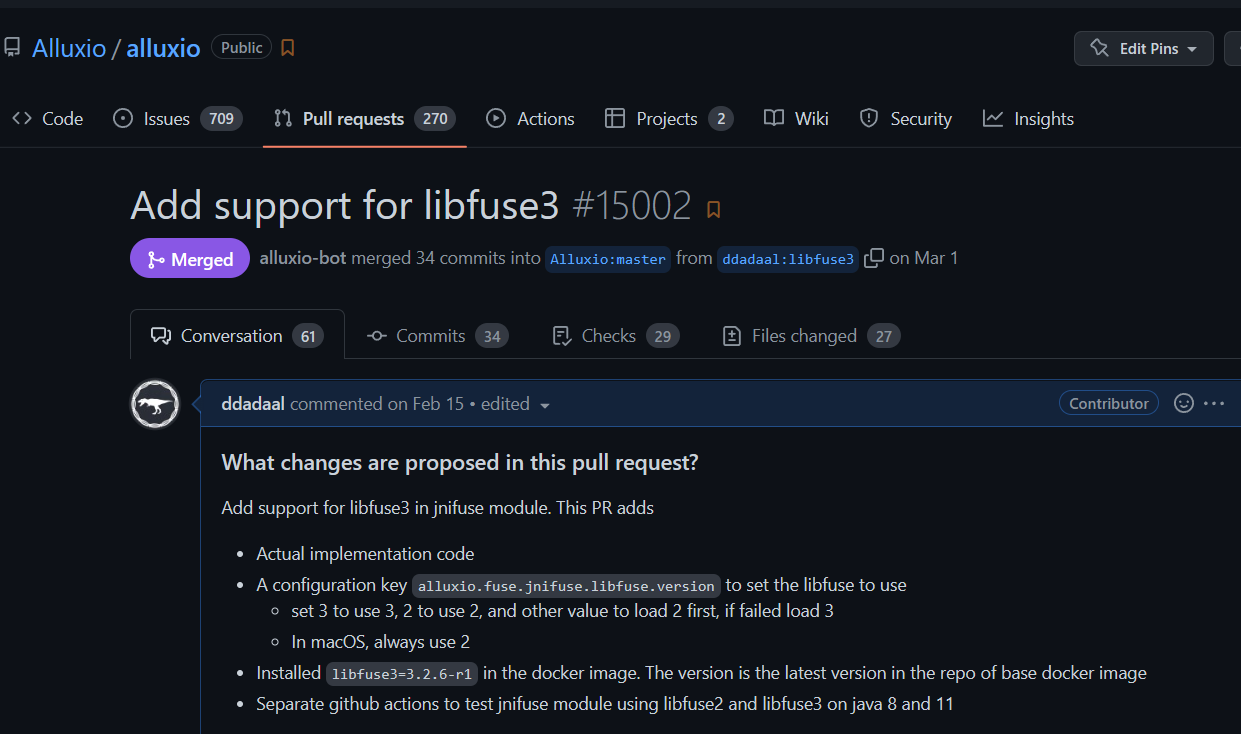 Alluxio / alluxio Public Edit Pins
Code Issues 709 Pull requests 270 Actions Projects 2 Wiki Security Insights
Add support for libfuse3 #15002
Merged alluxio-bot merged 34 commits into Alluxio:master from ddadaal:libfuse3 on Mar 1
Conversation 61 Commits 34 Checks 29 Files changed 27
ddadaal commented on Feb 15 • edited Contributor
What changes are proposed in this pull request?
Add support for libfuse3 in jnifuse module. This PR adds
• Actual implementation code
• A configuration key alluxio.fuse.jnifuse.libfuse.version to set the libfuse to use
◦ set 3 to use 3, 2 to use 2, and other value to load 2 first, if failed load 3
◦ In macOS, always use 2
• Installed libfuse3=3.2.6-r1 in the docker image. The version is the latest version in the repo of base docker image
• Separate github actions to test jnifuse module using libfuse2 and libfuse3 on java 8 and 11